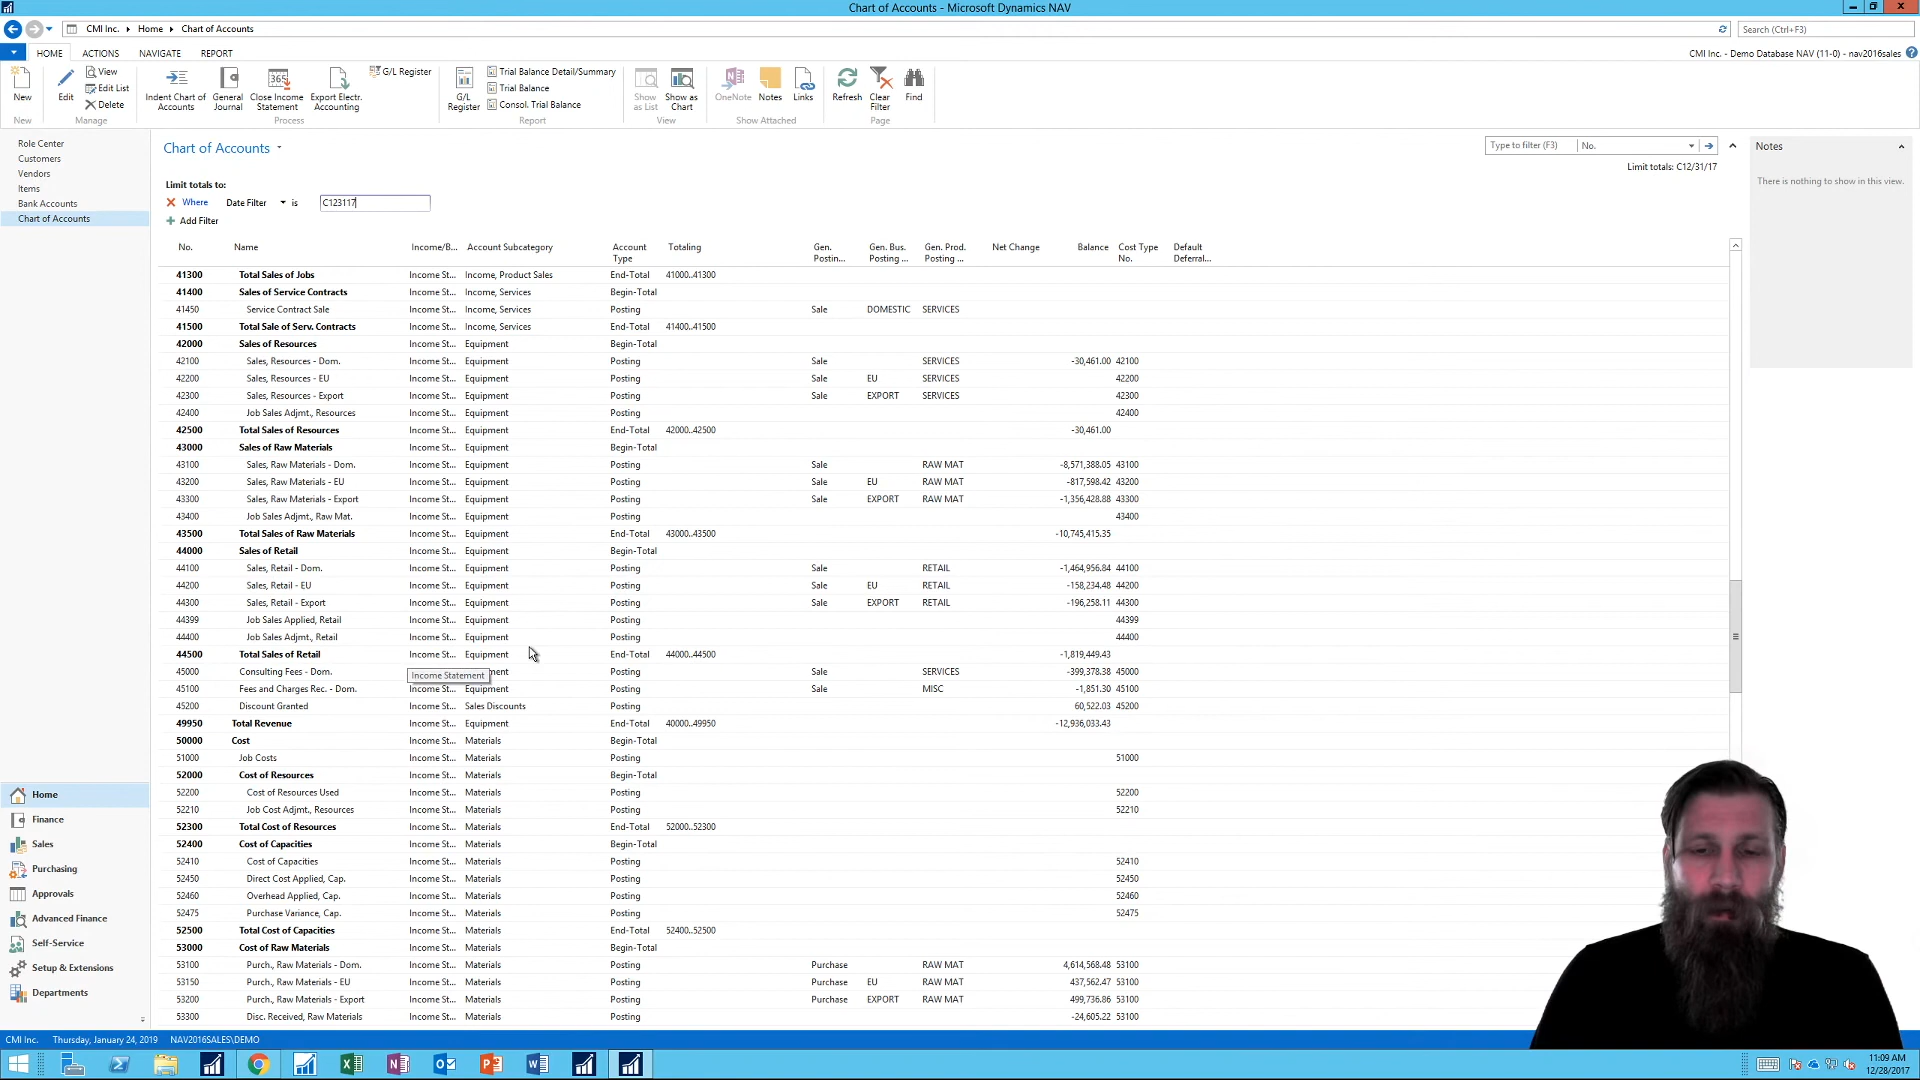 Chart of Accounts - Microsoft Dynamics NAV
CMI Inc. Home Chart of Accounts Search (Ctrl+F3)
HOME ACTIONS NAVIGATE REPORT CMI Inc. - Demo Database NAV (11-0) - nav2016sales
New Edit View Edit List Delete Indent Chart of Accounts General Journal Close Income Statement Export Electr. Accounting G/L Register G/L Register Trial Balance Detail/Summary Trial Balance Consol. Trial Balance Show as List Show as Chart OneNote Notes Links Refresh Clear Filter Find
New Manage Process Report View Show Attached Page
Role Center
Customers
Vendors
Items
Bank Accounts
Chart of Accounts
Home
Finance
Sales
Purchasing
Approvals
Advanced Finance
Self-Service
Setup & Extensions
Departments
Chart of Accounts Type to filter (F3) No.
Limit totals: C12/31/17
Limit totals to:
Where Date Filter is C123117
Add Filter
No. Name Income/B... Account Subcategory Account Type Totaling Gen. Postin... Gen. Bus. Posting ... Gen. Prod. Posting ... Net Change Balance Cost Type No. Default Deferral...
41300 Total Sales of Jobs Income St... Income, Product Sales End-Total 41000..41300
41400 Sales of Service Contracts Income St... Income, Services Begin-Total
41450 Service Contract Sale Income St... Income, Services Posting Sale DOMESTIC SERVICES
41500 Total Sale of Serv. Contracts Income St... Income, Services End-Total 41400..41500
42000 Sales of Resources Income St... Equipment Begin-Total
42100 Sales, Resources - Dom. Income St... Equipment Posting Sale SERVICES -30,461.00 42100
42200 Sales, Resources - EU Income St... Equipment Posting Sale EU SERVICES 42200
42300 Sales, Resources - Export Income St... Equipment Posting Sale EXPORT SERVICES 42300
42400 Job Sales Adjmt., Resources Income St... Equipment Posting 42400
42500 Total Sales of Resources Income St... Equipment End-Total 42000..42500 -30,461.00
43000 Sales of Raw Materials Income St... Equipment Begin-Total
43100 Sales, Raw Materials - Dom. Income St... Equipment Posting Sale RAW MAT -8,571,388.05 43100
43200 Sales, Raw Materials - EU Income St... Equipment Posting Sale EU RAW MAT -817,598.42 43200
43300 Sales, Raw Materials - Export Income St... Equipment Posting Sale EXPORT RAW MAT -1,356,428.88 43300
43400 Job Sales Adjmt., Raw Mat. Income St... Equipment Posting 43400
43500 Total Sales of Raw Materials Income St... Equipment End-Total 43000..43500 -10,745,415.35
44000 Sales of Retail Income St... Equipment Begin-Total
44100 Sales, Retail - Dom. Income St... Equipment Posting Sale RETAIL -1,464,956.84 44100
44200 Sales, Retail - EU Income St... Equipment Posting Sale EU RETAIL -158,234.48 44200
44300 Sales, Retail - Export Income St... Equipment Posting Sale EXPORT RETAIL -196,258.11 44300
44399 Job Sales Applied, Retail Income St... Equipment Posting 44399
44400 Job Sales Adjmt., Retail Income St... Equipment Posting 44400
44500 Total Sales of Retail Income St... Equipment End-Total 44000..44500 -1,819,449.43
45000 Consulting Fees - Dom. Income Statement ent Posting Sale SERVICES -399,378.38 45000
45100 Fees and Charges Rec. - Dom. Income St... Equipment Posting Sale MISC -1,851.30 45100
45200 Discount Granted Income St... Sales Discounts Posting 60,522.03 45200
49950 Total Revenue Income St... Equipment End-Total 40000..49950 -12,936,033.43
50000 Cost Income St... Materials Begin-Total
51000 Job Costs Income St... Materials Posting 51000
52000 Cost of Resources Income St... Materials Begin-Total
52200 Cost of Resources Used Income St... Materials Posting 52200
52210 Job Cost Adjmt., Resources Income St... Materials Posting 52210
52300 Total Cost of Resources Income St... Materials End-Total 52000..52300
52400 Cost of Capacities Income St... Materials Begin-Total
52410 Cost of Capacities Income St... Materials Posting 52410
52450 Direct Cost Applied, Cap. Income St... Materials Posting 52450
52460 Overhead Applied, Cap. Income St... Materials Posting 52460
52475 Purchase Variance, Cap. Income St... Materials Posting 52475
52500 Total Cost of Capacities Income St... Materials End-Total 52400..52500
53000 Cost of Raw Materials Income St... Materials Begin-Total
53100 Purch., Raw Materials - Dom. Income St... Materials Posting Purchase RAW MAT 4,614,568.48 53100
53150 Purch., Raw Materials - EU Income St... Materials Posting Purchase EU RAW MAT 437,562.47 53100
53200 Purch., Raw Materials - Export Income St... Materials Posting Purchase EXPORT RAW MAT 499,736.86 53100
53300 Disc. Received, Raw Materials Income St... Materials Posting -24,605.22 53100
Notes
There is nothing to show in this view.
CMI Inc. Thursday, January 24, 2019 NAV2016SALES\DEMO
11:09 AM
12/28/2017